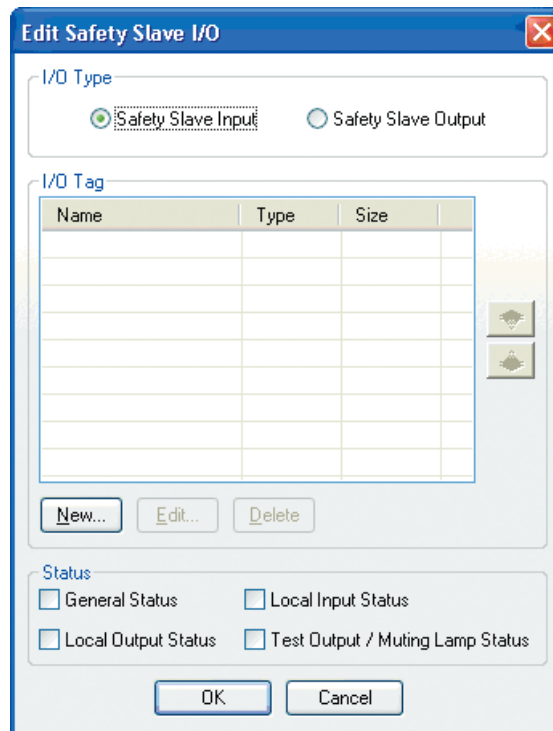 Edit Safety Slave I/O
I/O Type
Safety Slave Input Safety Slave Output
I/O Tag
Name Type Size
New... Edit... Delete
Status
General Status Local Input Status
Local Output Status Test Output / Muting Lamp Status
OK Cancel